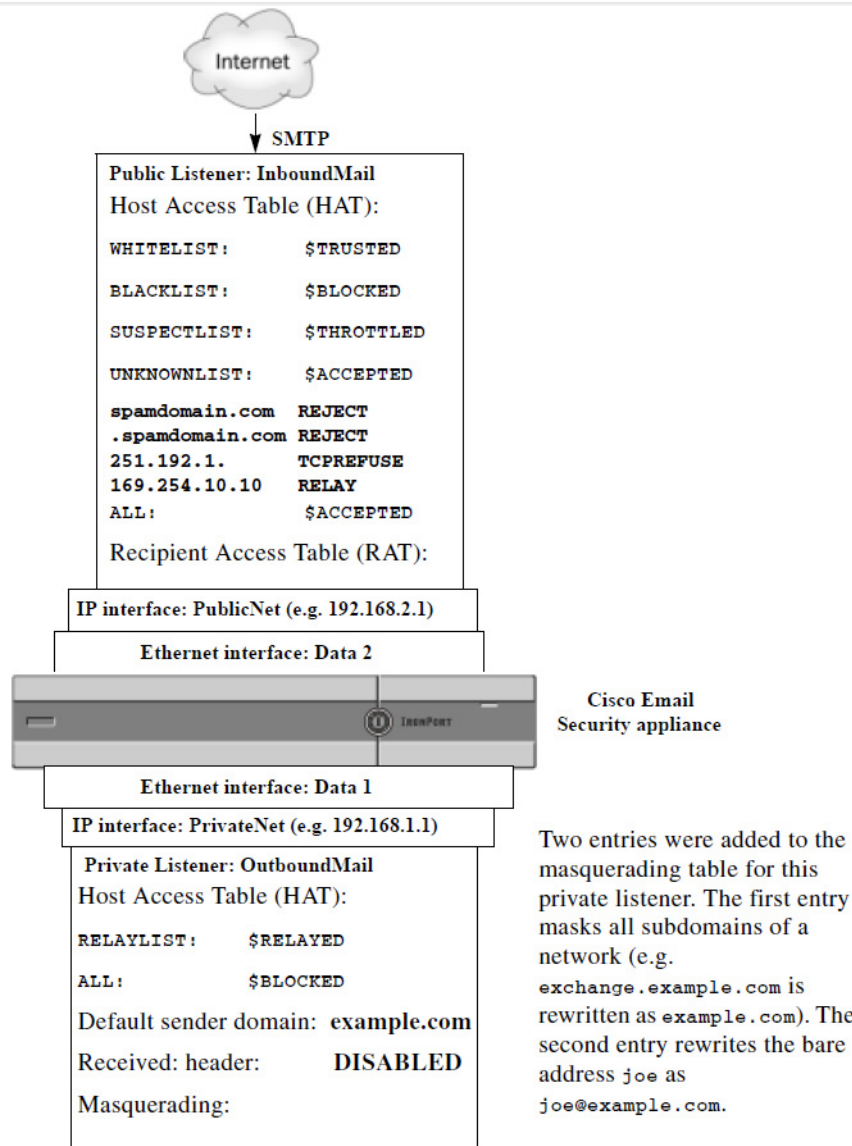 Internet
SMTP
Public Listener: InboundMail
Host Access Table (HAT):
WHITELIST: $TRUSTED
BLACKLIST: $BLOCKED
SUSPECTLIST: $THROTTLED
UNKNOWNLIST: $ACCEPTED
spamdomain.com REJECT
.spamdomain.com REJECT
251.192.1. TCPREFUSE
169.254.10.10 RELAY
ALL: $ACCEPTED
Recipient Access Table (RAT):
IP interface: PublicNet (e.g. 192.168.2.1)
Ethernet interface: Data 2
IRONPORT
Cisco Email
Security appliance
Ethernet interface: Data 1
IP interface: PrivateNet (e.g. 192.168.1.1)
Private Listener: OutboundMail
Host Access Table (HAT):
RELAYLIST: $RELAYED
ALL: $BLOCKED
Default sender domain: example.com
Received: header: DISABLED
Masquerading:
Two entries were added to the
masquerading table for this
private listener. The first entry
masks all subdomains of a
network (e.g.
exchange.example.com is
rewritten as example.com). The
second entry rewrites the bare
address joe as
joe@example.com.